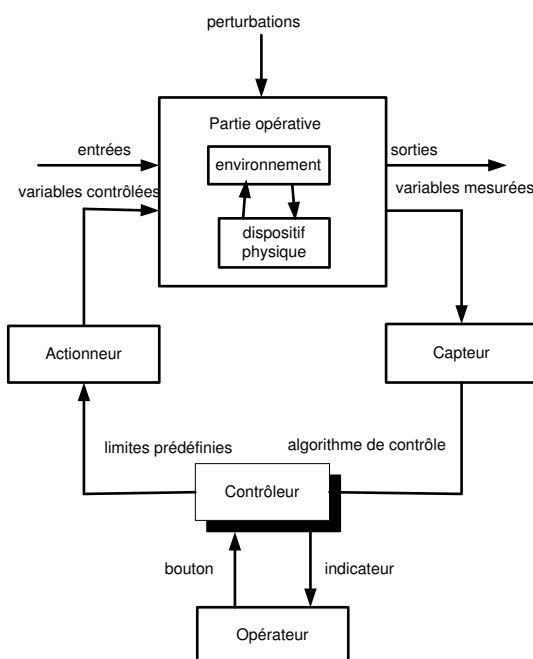 perturbations
Partie opérative
entrées
environnement
sorties
variables contrôlées
variables mesurées
dispositif
physique
Actionneur
Capteur
limites prédéfinies
algorithme de contrôle
Contrôleur
bouton
indicateur
Opérateur